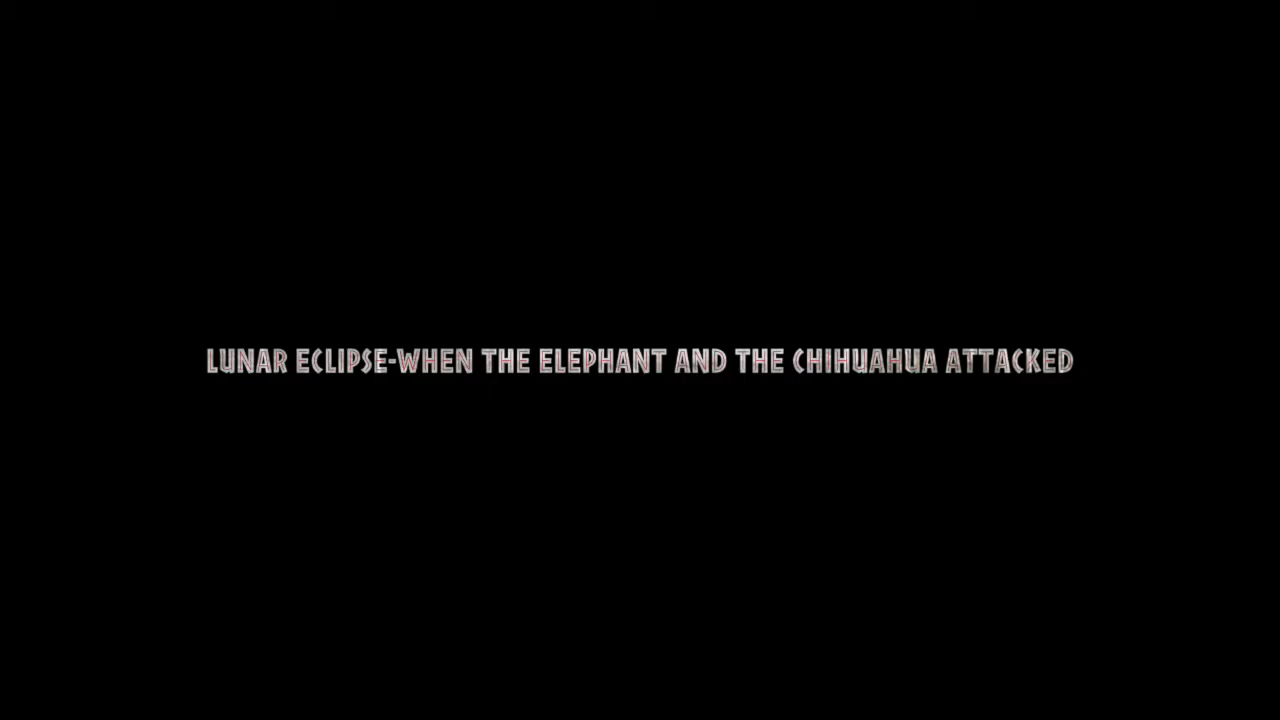 LUNAR ECLIPSE-WHEN THE ELEPHANT AND THE CHIHUAHUA ATTACKED